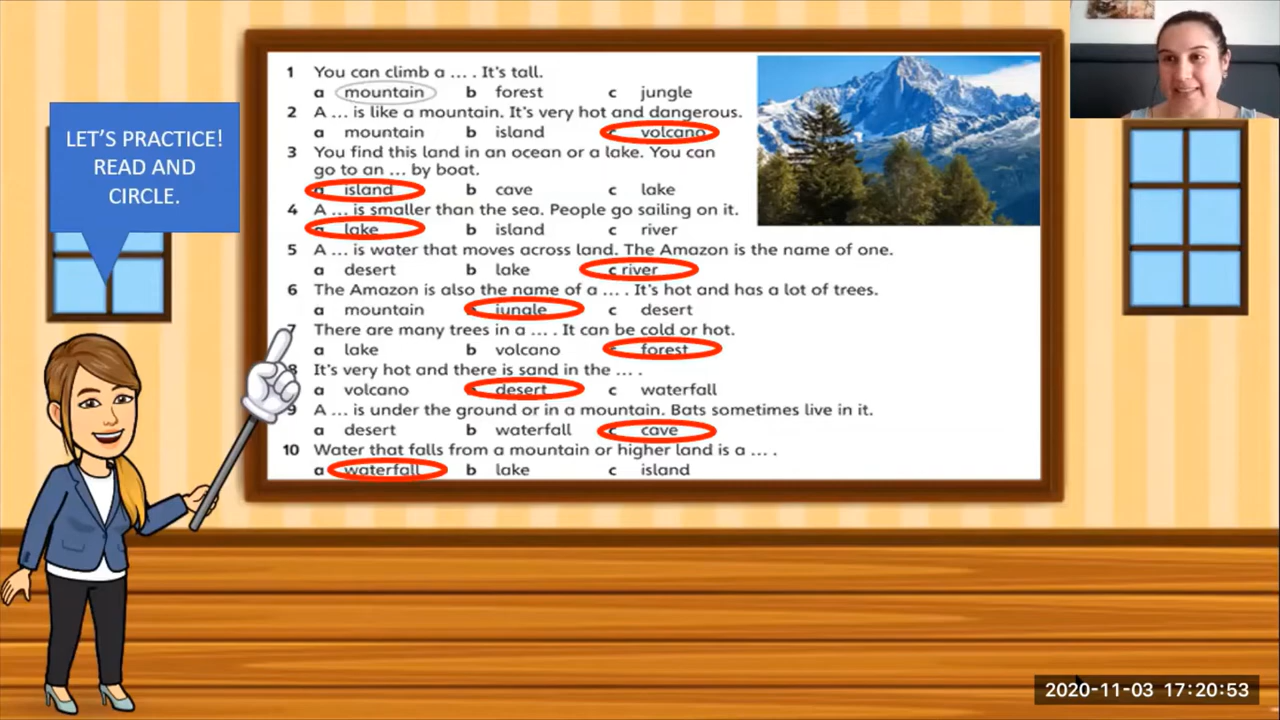 LET'S PRACTICE!
READ AND
CIRCLE.
1 You can climb a ... . It's tall.
a mountain b forest c jungle
2 A ... is like a mountain. It's very hot and dangerous.
a mountain b island c volcano
3 You find this land in an ocean or a lake. You can
go to an ... by boat.
a island b cave c lake
4 A ... is smaller than the sea. People go sailing on it.
a lake b island c river
5 A ... is water that moves across land. The Amazon is the name of one.
a desert b lake c river
6 The Amazon is also the name of a ... . It's hot and has a lot of trees.
a mountain jungle c desert
7 There are many trees in a ... . It can be cold or hot.
a lake b volcano c forest
8 It's very hot and there is sand in the ... .
a volcano desert c waterfall
9 A ... is under the ground or in a mountain. Bats sometimes live in it.
a desert b waterfall c cave
10 Water that falls from a mountain or higher land is a ... .
a waterfall b lake c island
2020-11-03 17:20:53